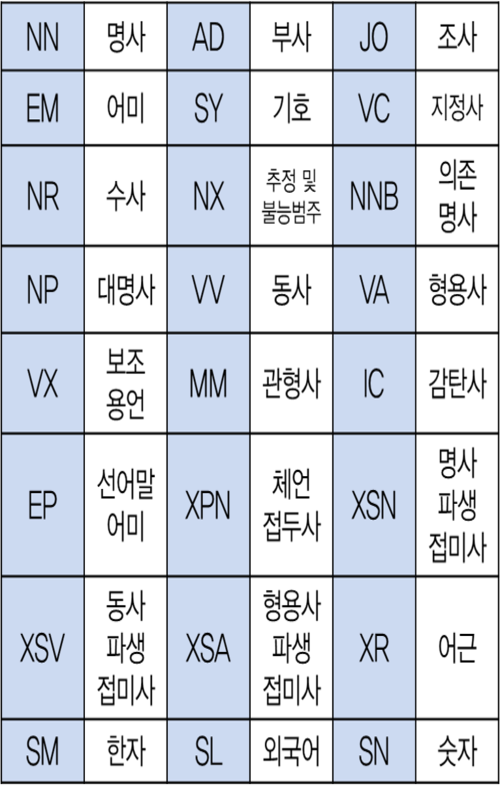 NN 명사 AD 부사 JO 조사
EM 어미 SY 기호 VC 지정사
NR 수사 NX 추정 및 불능범주 NNB 의존 명사
NP 대명사 VV 동사 VA 형용사
VX 보조 용언 MM 관형사 IC 감탄사
EP 선어말 어미 XPN 체언 접두사 XSN 명사 파생 접미사
XSV 동사 파생 접미사 XSA 형용사 파생 접미사 XR 어근
SM 한자 SL 외국어 SN 숫자